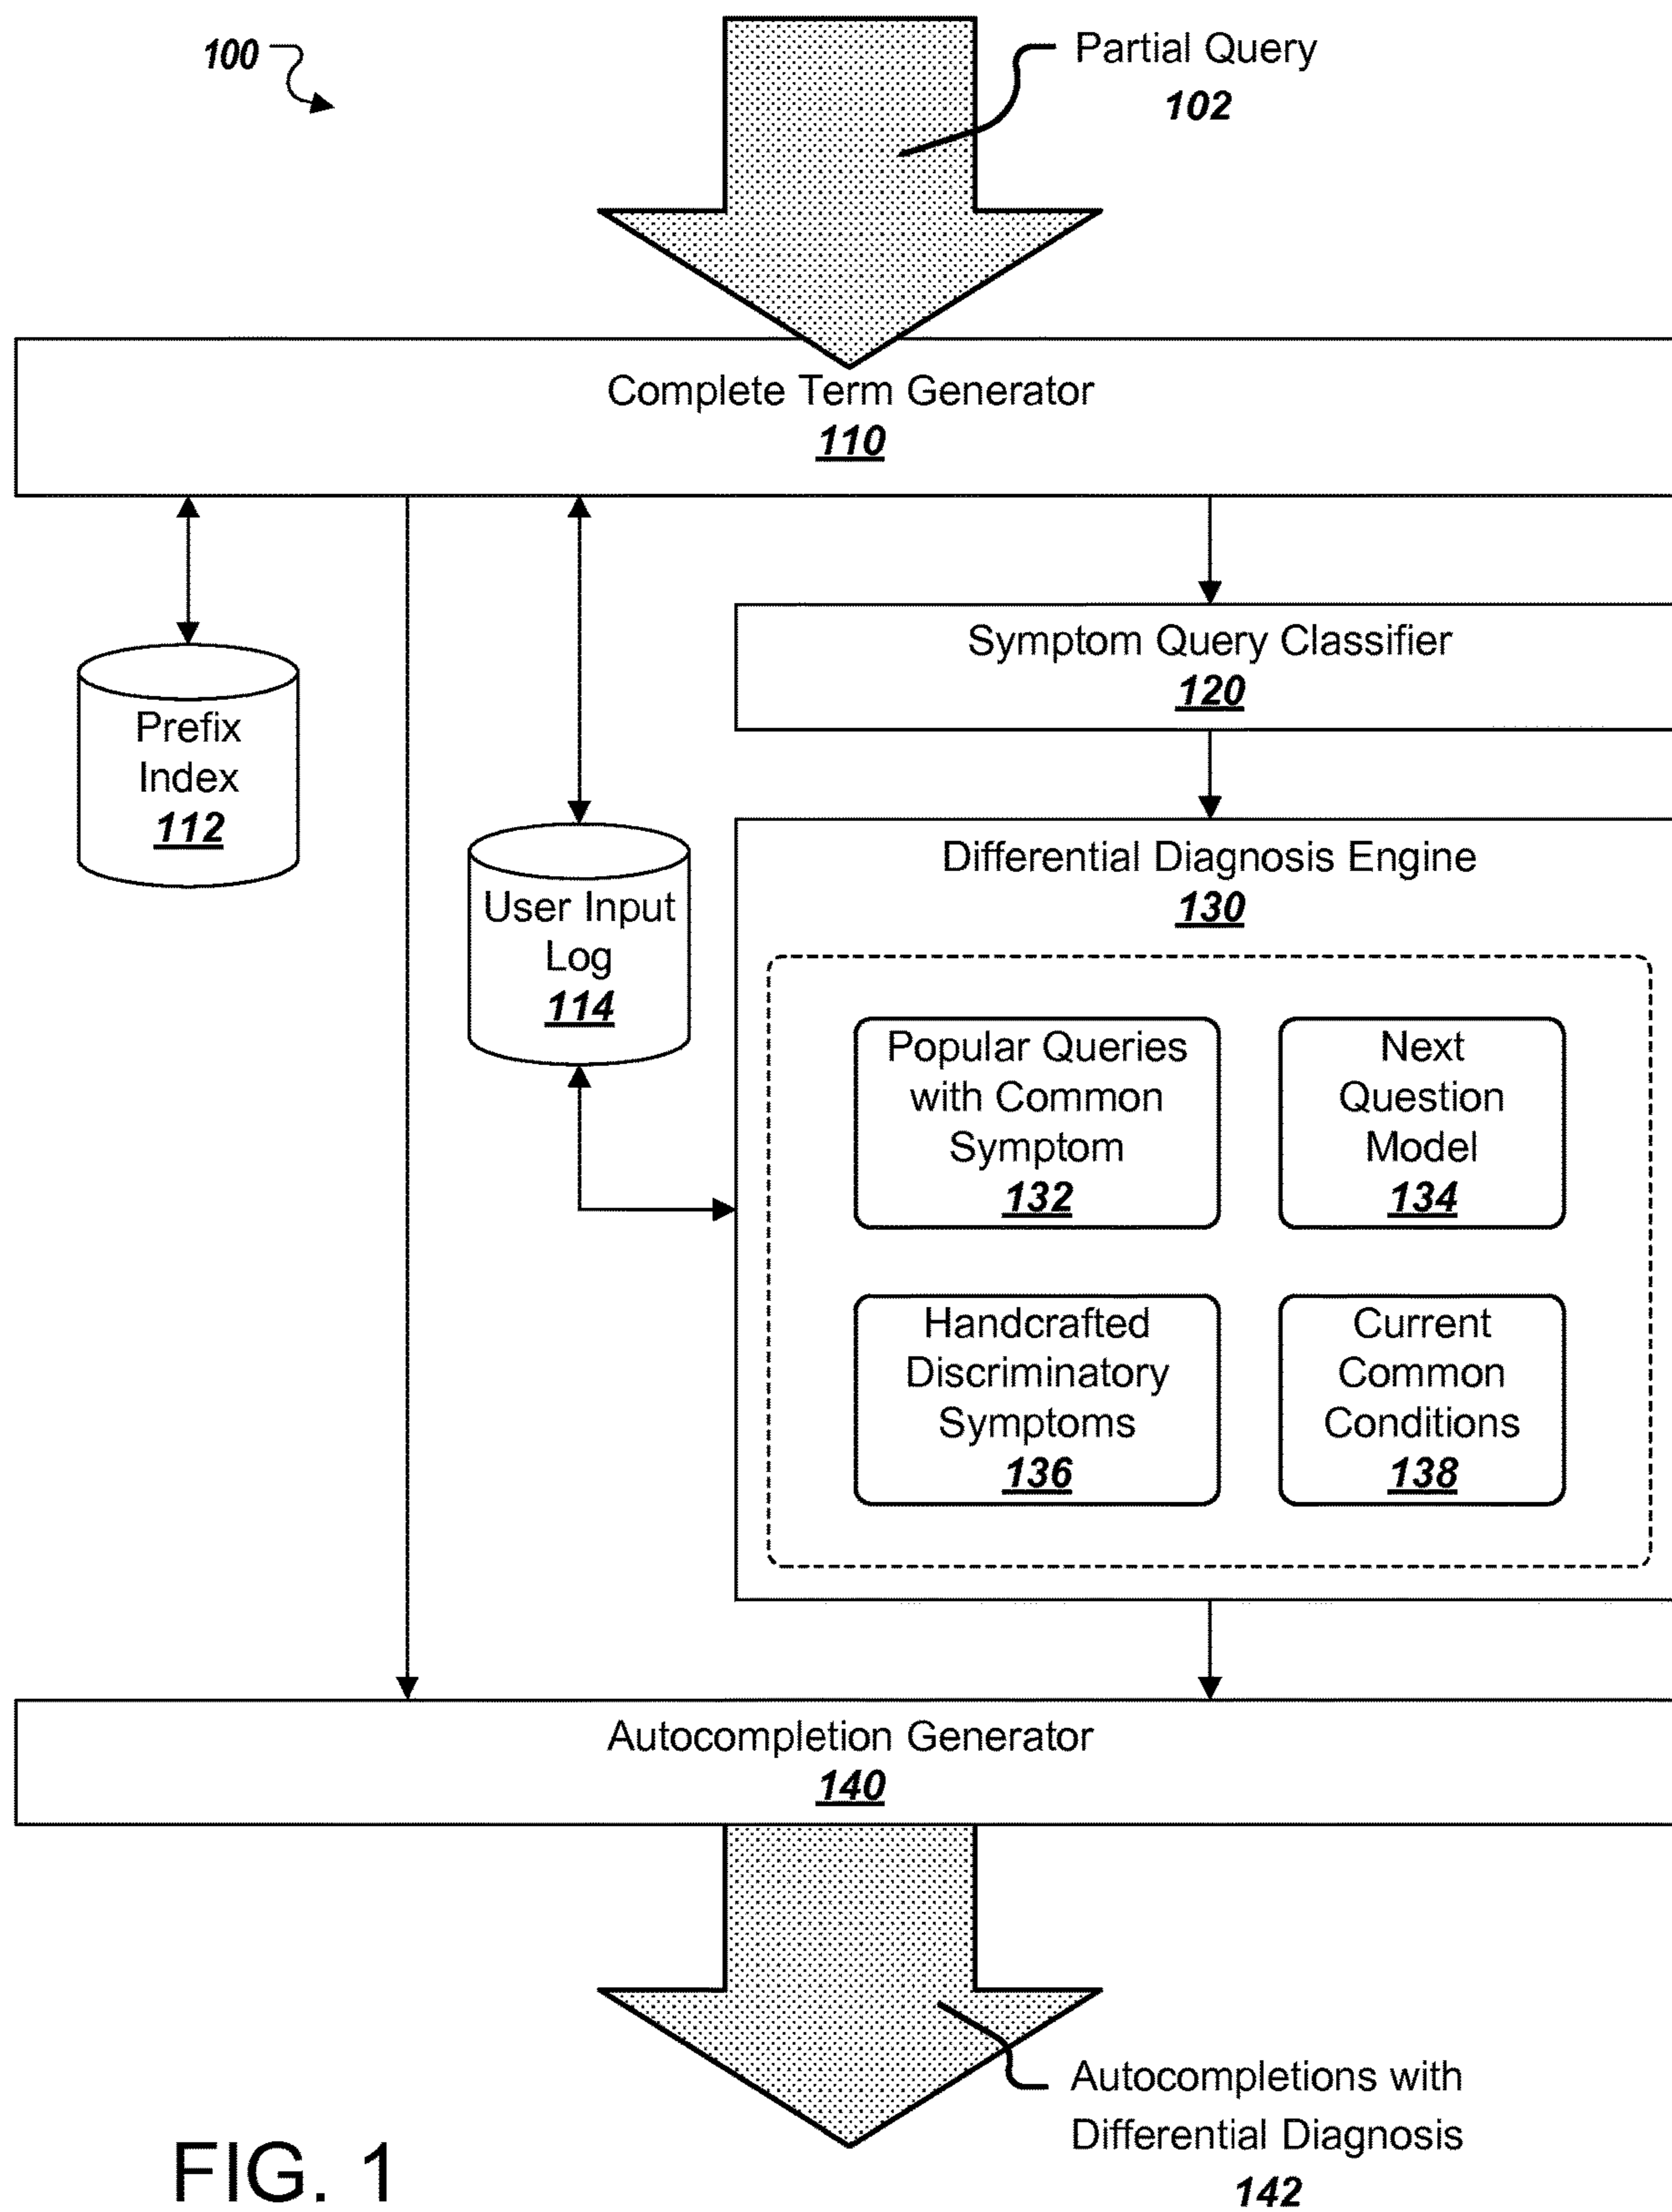 100
Partial Query
102
Complete Term Generator
110
Symptom Query Classifier
120
Prefix
Index
112
User Input
Log
114
Differential Diagnosis Engine
130
Popular Queries
with Common
Symptom
132
Next
Question
Model
134
Handcrafted
Discriminatory
Symptoms
136
Current
Common
Conditions
138
Autocompletion Generator
140
Autocompletions with
Differential Diagnosis
142
FIG. 1